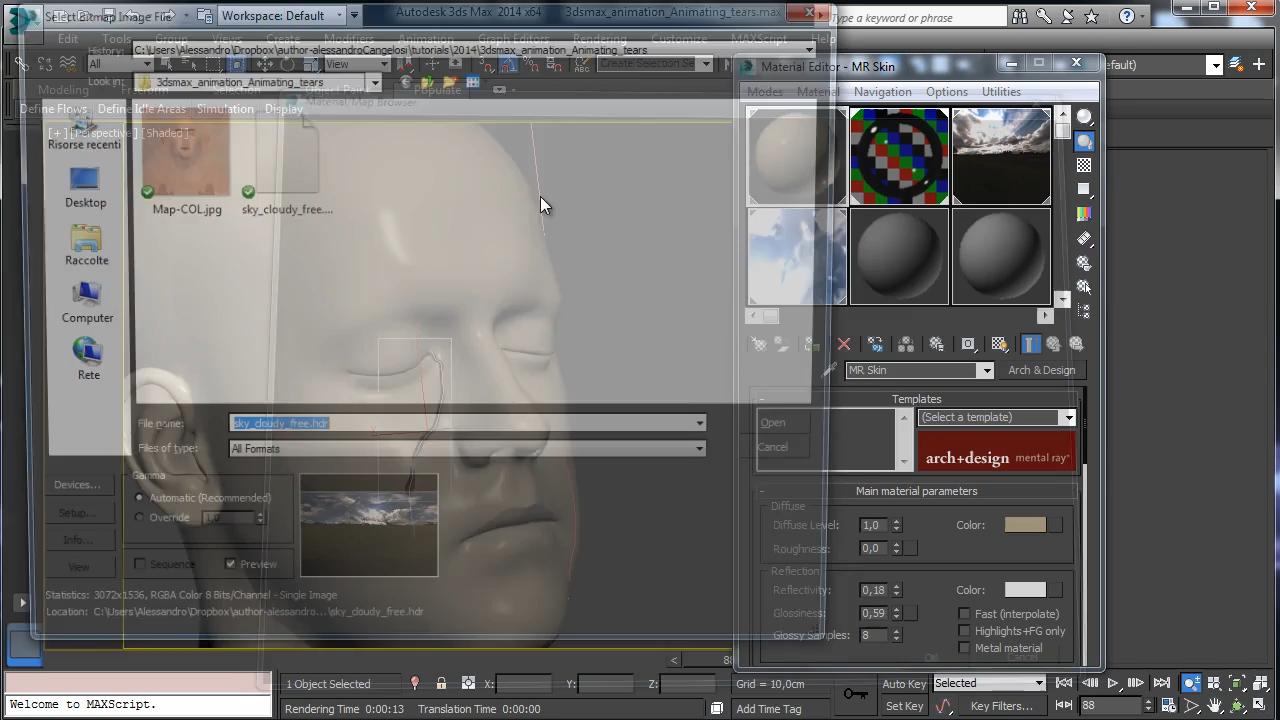 Select Bitmap Image File
Workspace: Default
Autodesk 3ds Max 2014 x64
3dsmax_animation_Animating_tears.max
Type a keyword or phrase
Edit
Tools
Group
Views
Create
Modifiers
Animation
Graph Editors
Rendering
Customize
MAXScript
Help
History:
C:\Users\Alessandro\Dropbox\author-alessandroCangelosi\tutorials\2014\3dsmax_animation_Animating_tears
All
View
Create Selection Se
Look in:
3dsmax_animation_Animating_tears
Modeling
Freeform
Selection
Object Paint
Populate
Material/Map Browser
Define Flows
Define Idle Areas
Simulation
Display
[+] [Perspective] [Shaded]
Risorse recenti
Desktop
Raccolte
Computer
Rete
Map-COL.jpg
sky_cloudy_free....
File name:
sky_cloudy_free.hdr
Files of type:
All Formats
Open
Cancel
Devices...
Setup...
Info...
View
Gamma
Automatic (Recommended)
Override
1,0
Sequence
Preview
Statistics: 3072x1536, RGBA Color 8 Bits/Channel - Single Image
Location: C:\Users\Alessandro\Dropbox\author-alessandro...\sky_cloudy_free.hdr
Material Editor - MR Skin
Modes
Material
Navigation
Options
Utilities
MR Skin
Arch & Design
Templates
(Select a template)
arch+design mental ray®
Main material parameters
Diffuse
Diffuse Level:
1,0
Color:
Roughness:
0,0
Reflection
Reflectivity:
0,18
Color:
Glossiness:
0,59
Fast (interpolate)
Glossy Samples:
8
Highlights+FG only
Metal material
OK
Cancel
efault)
1 Object Selected
X:
Y:
Z:
Grid = 10,0cm
Auto Key
Selected
Welcome to MAXScript.
Rendering Time 0:00:13
Translation Time 0:00:00
Add Time Tag
Set Key
Key Filters...
88